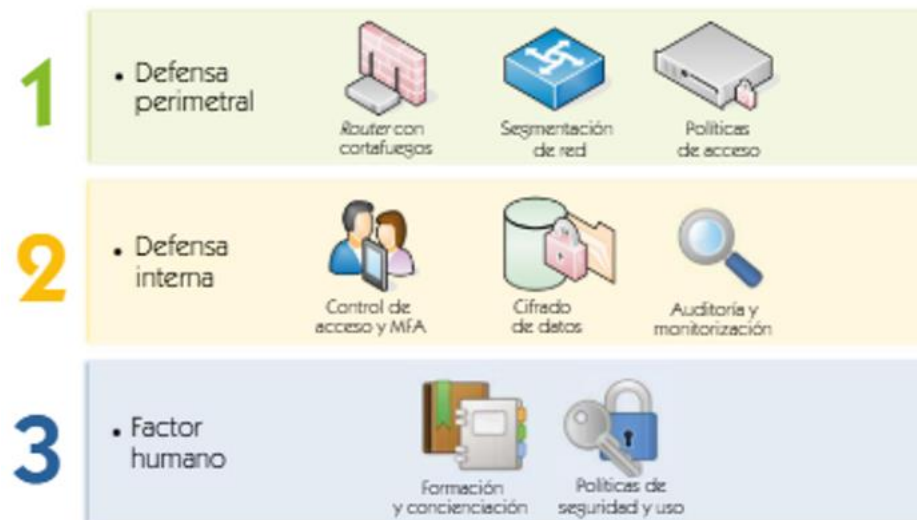 1
• Defensa
perimetral
Router con
cortafuegos
Segmentación
de red
Políticas
de acceso
2
• Defensa
interna
Control de
acceso y MFA
Cifrado
de datos
Auditoría y
monitorización
3
• Factor
humano
Formación
y concienciación
Políticas de
seguridad y uso